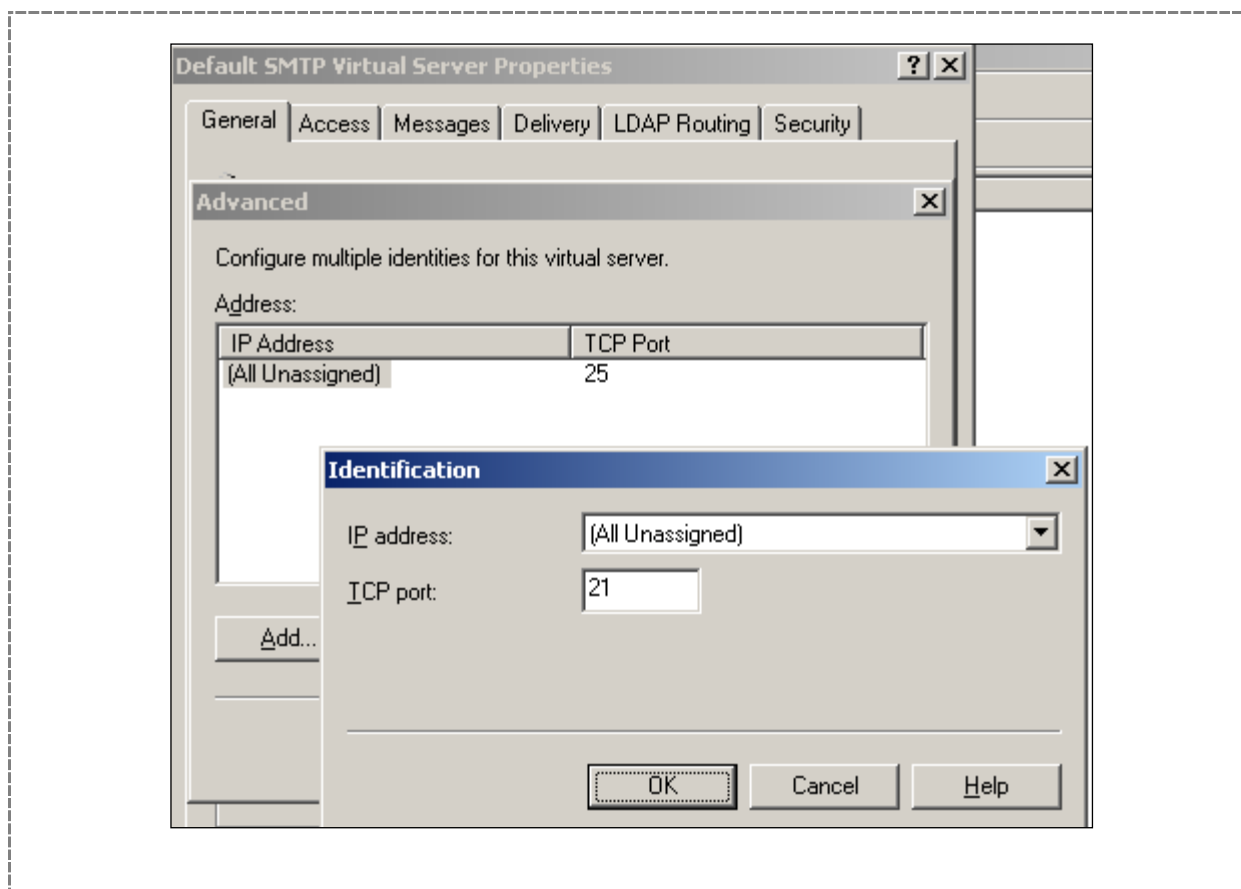 Default SMTP Virtual Server Properties
General Access Messages Delivery LDAP Routing Security
Advanced
Configure multiple identities for this virtual server.
Address:
IP Address TCP Port
(All Unassigned) 25
Identification
IP address: (All Unassigned)
TCP port: 21
Add...
OK Cancel Help